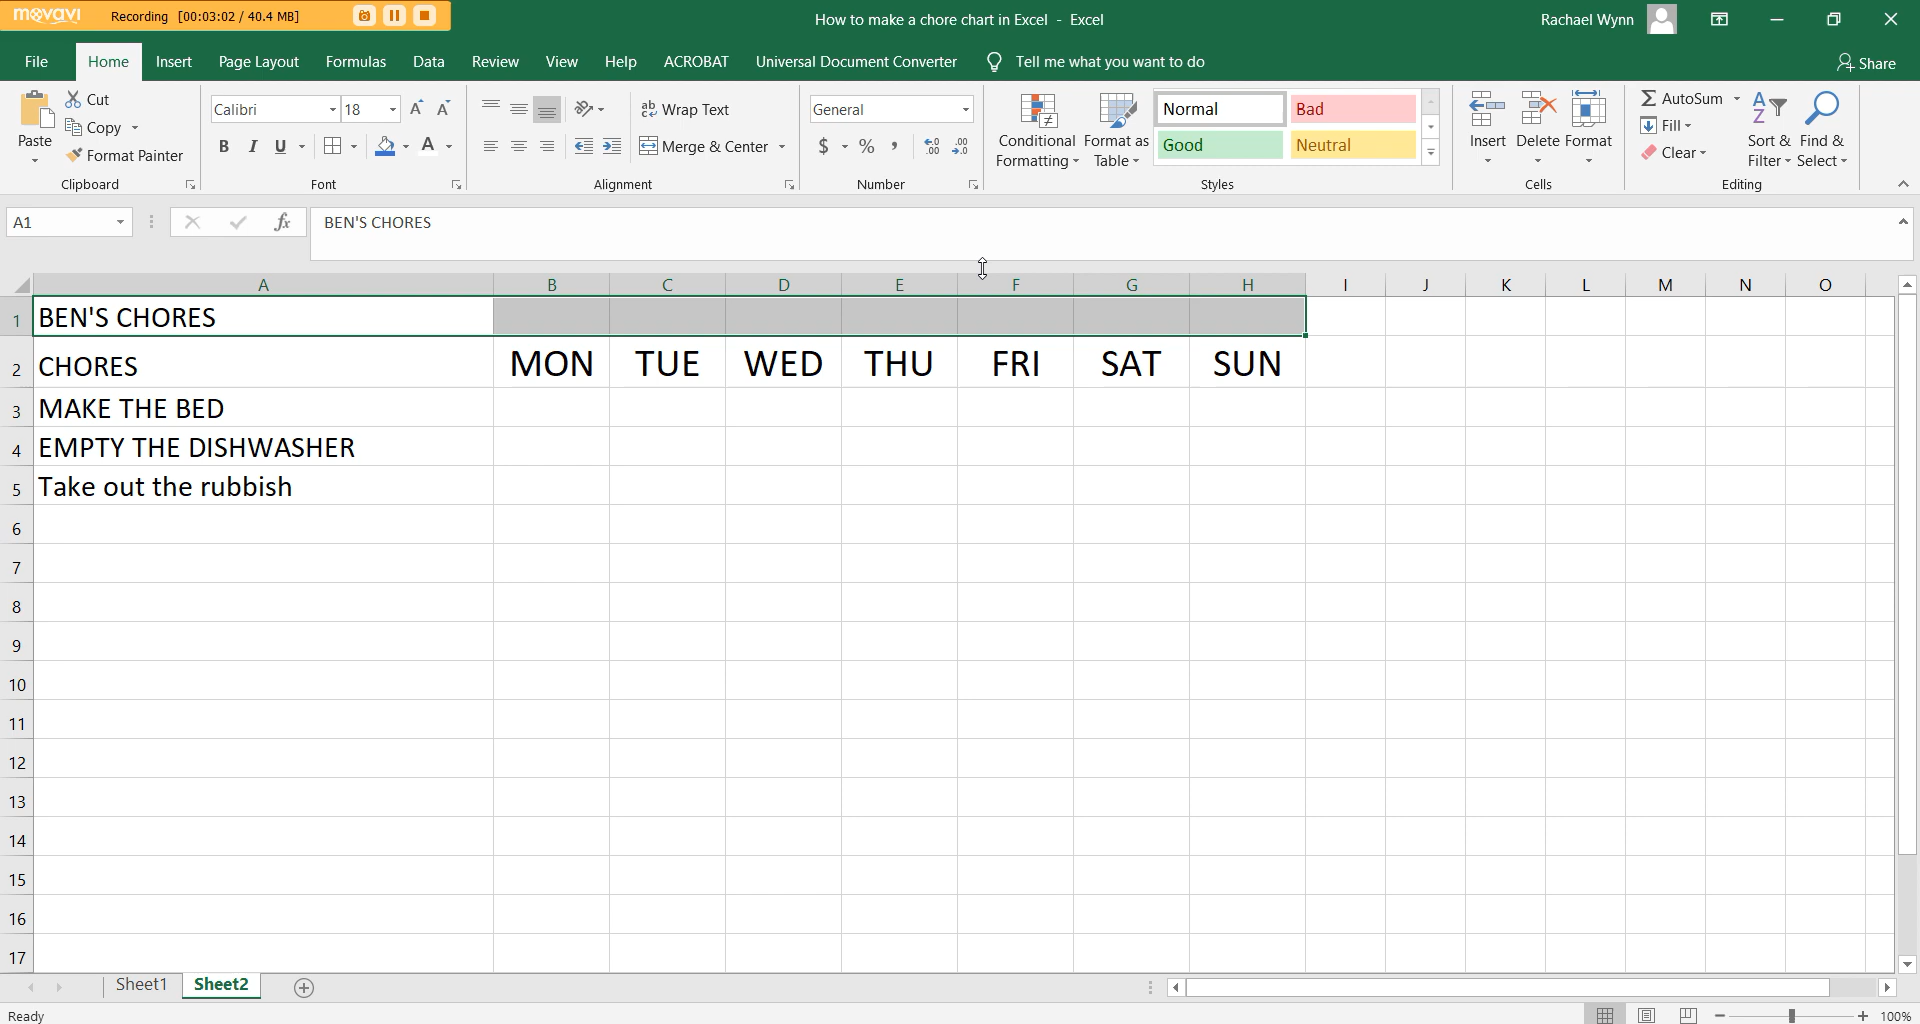 movavi Recording [00:03:02 / 40.4 MB] How to make a chore chart in Excel - Excel Rachael Wynn
File Home Insert Page Layout Formulas Data Review View Help ACROBAT Universal Document Converter Tell me what you want to do Share
Paste Cut Copy Format Painter Clipboard
Calibri 18 A A B I U A Font
ab Wrap Text Merge & Center Alignment
General $ % , .00 .00 Number
Conditional Formatting Format as Table Normal Bad Good Neutral Styles
Insert Delete Format Cells
AutoSum Fill Clear Sort & Filter Find & Select Editing
A1 fx BEN'S CHORES
A B C D E F G H I J K L M N O
1 BEN'S CHORES
2 CHORES MON TUE WED THU FRI SAT SUN
3 MAKE THE BED
4 EMPTY THE DISHWASHER
5 Take out the rubbish
6
7
8
9
10
11
12
13
14
15
16
17
Sheet1 Sheet2
Ready 100%